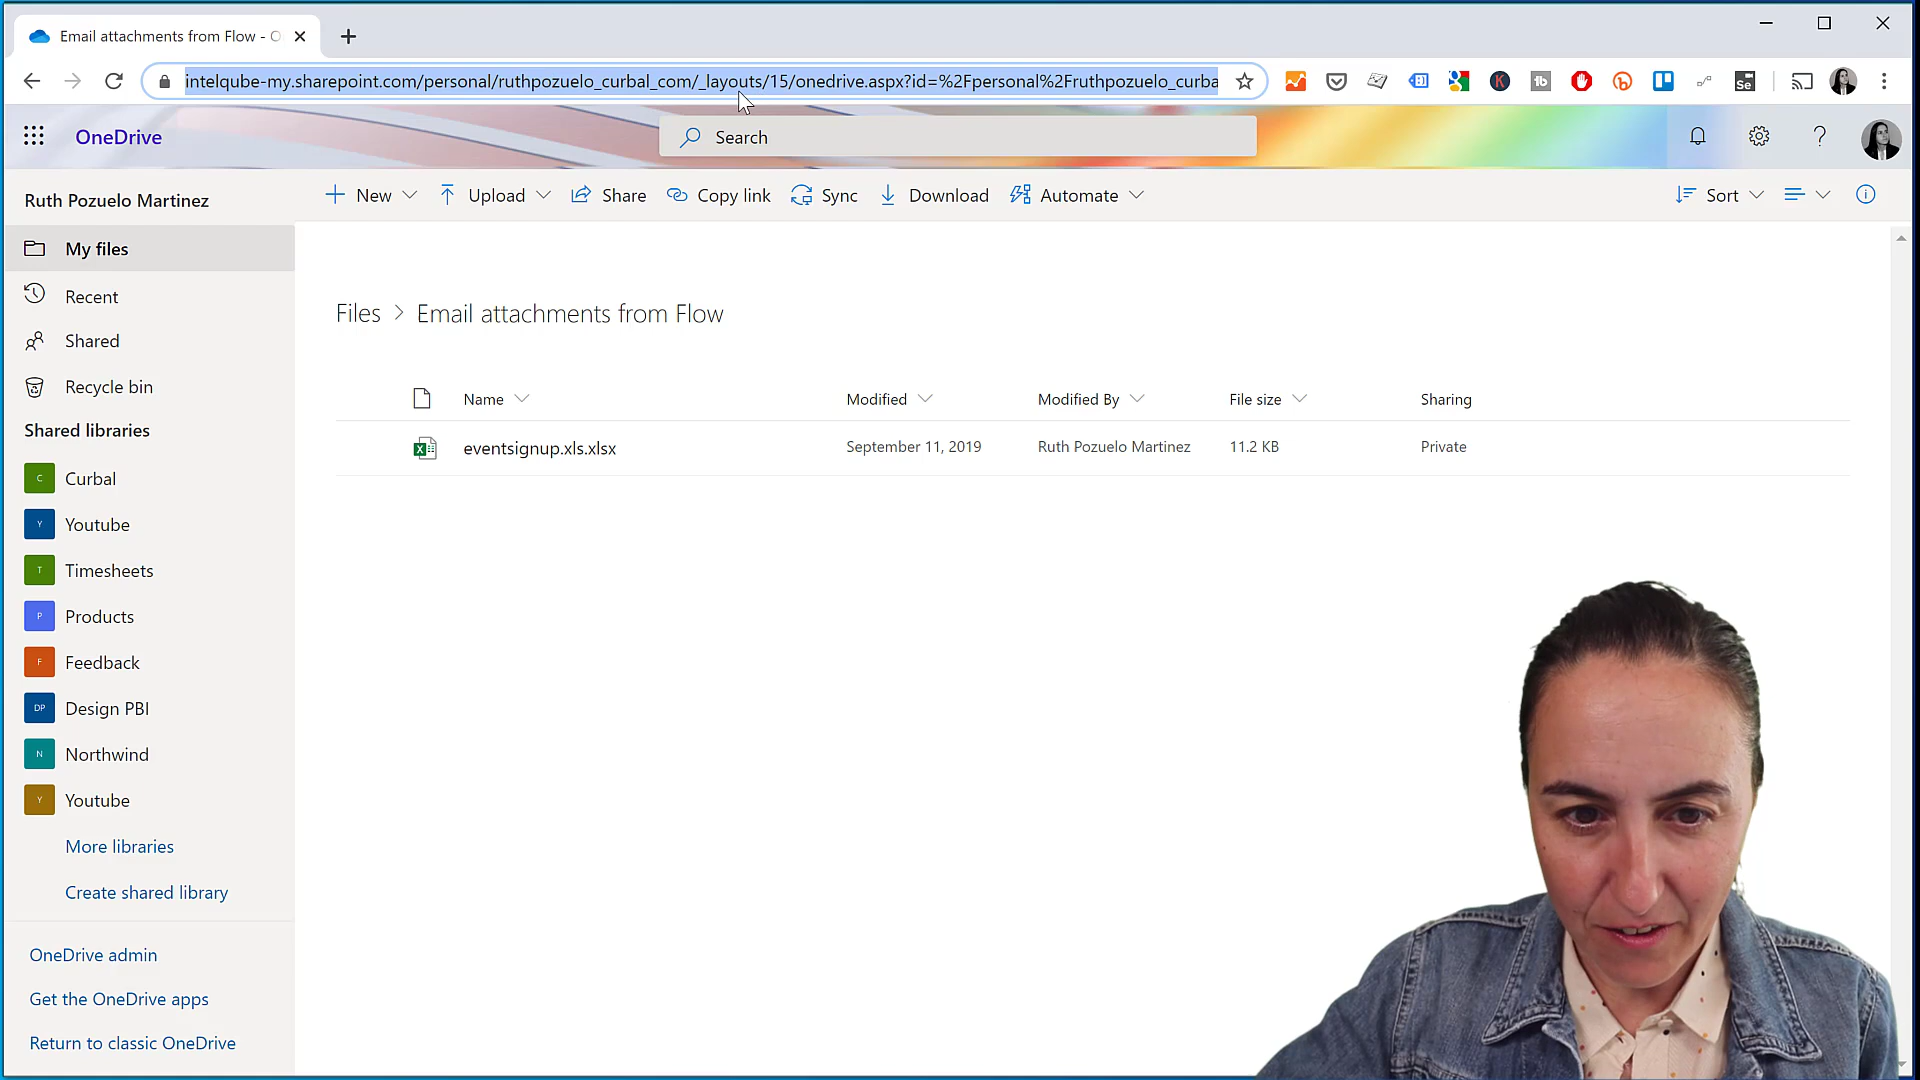 Email attachments from Flow - O
intelqube-my.sharepoint.com/personal/ruthpozuelo_curbal_com/_layouts/15/onedrive.aspx?id=%2Fpersonal%2Fruthpozuelo_curba
OneDrive
Search
Ruth Pozuelo Martinez
New
Upload
Share
Copy link
Sync
Download
Automate
Sort
My files
Recent
Shared
Recycle bin
Shared libraries
C Curbal
Y Youtube
T Timesheets
P Products
F Feedback
DP Design PBI
N Northwind
Y Youtube
More libraries
Create shared library
OneDrive admin
Get the OneDrive apps
Return to classic OneDrive
Files > Email attachments from Flow
Name Modified Modified By File size Sharing
eventsignup.xls.xlsx September 11, 2019 Ruth Pozuelo Martinez 11.2 KB Private